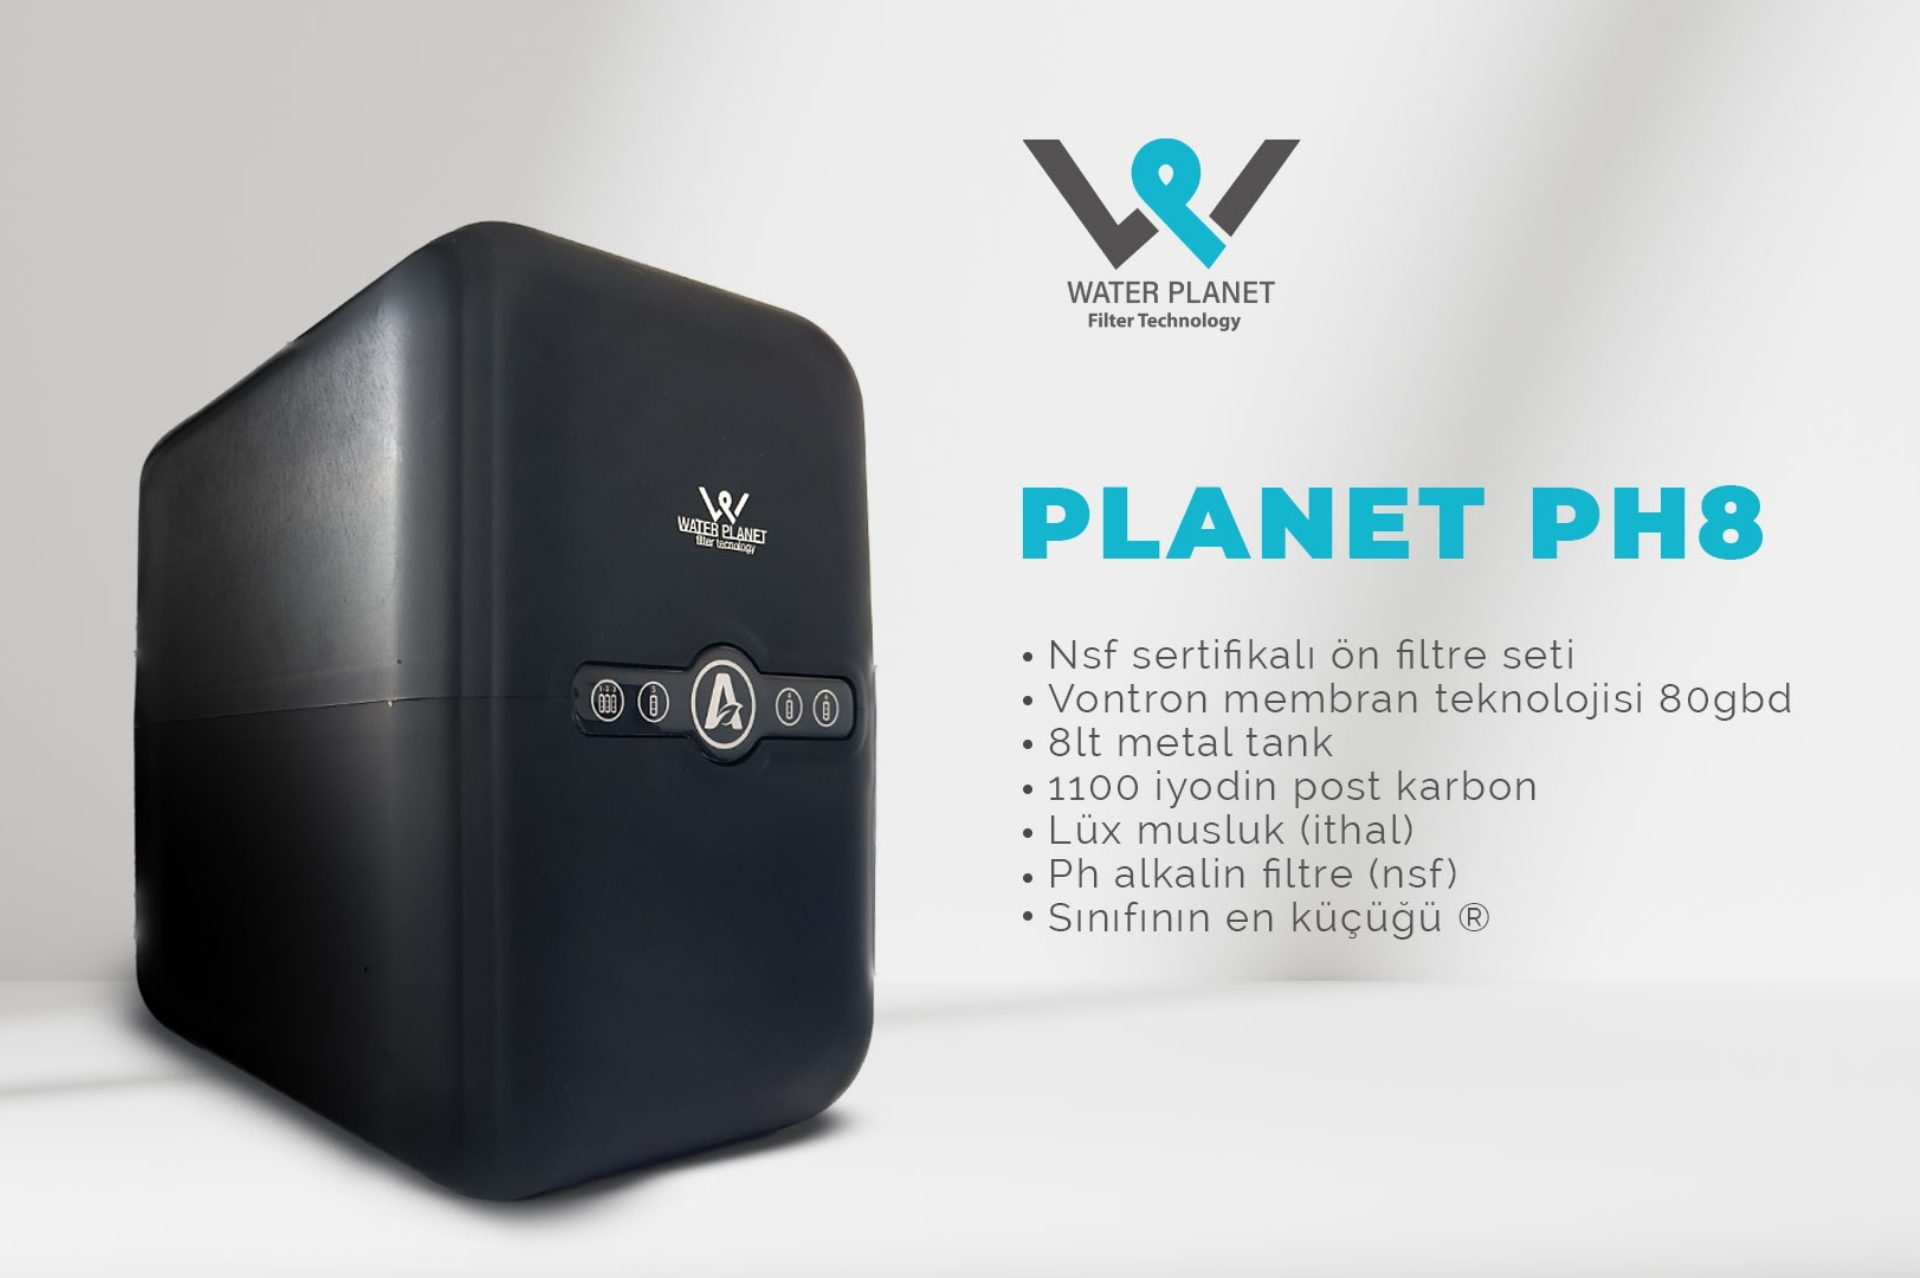 WATER PLANET
Filter Technology
PLANET PH8
• Nsf sertifikalı ön filtre seti
• Vontron membran teknolojisi 80gbd
• 8lt metal tank
• 1100 iyodin post karbon
• Lüx musluk (ithal)
• Ph alkalin filtre (nsf)
• Sınıfının en küçüğü ®
WATER PLANET
filter tecnology
A